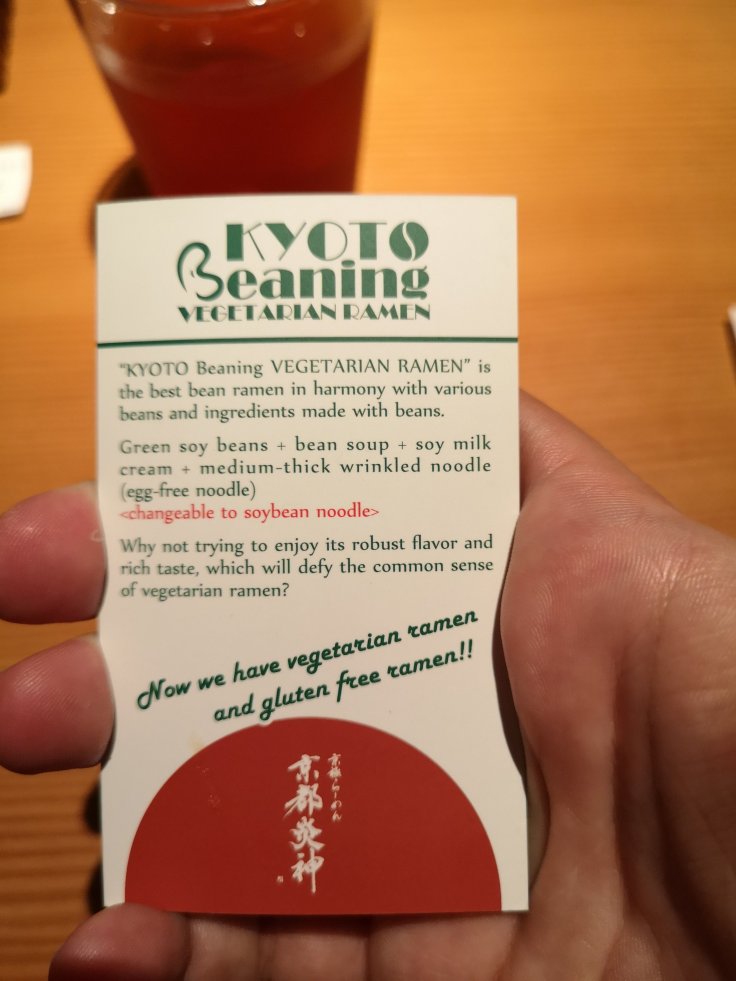 KYOTO
Beaning
VEGETARIAN RAMEN
"KYOTO Beaning VEGETARIAN RAMEN" is
the best bean ramen in harmony with various
beans and ingredients made with beans.
Green soy beans + bean soup + soy milk
cream + medium-thick wrinkled noodle
(egg-free noodle)
<changeable to soybean noodle>
Why not trying to enjoy its robust flavor and
rich taste, which will defy the common sense
of vegetarian ramen?
Now we have vegetarian ramen
and gluten free ramen!!
京都炎神